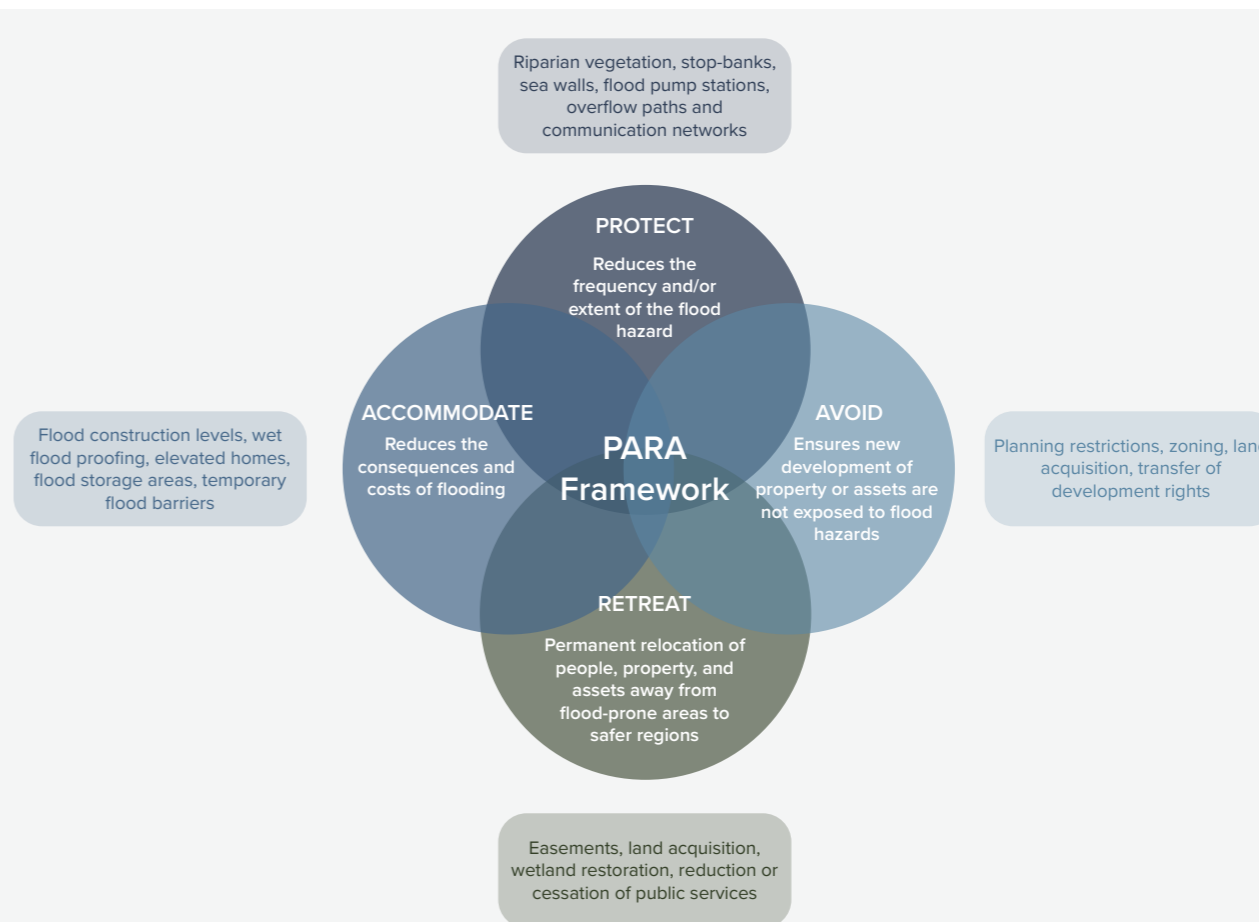 Riparian vegetation, stop-banks,
sea walls, flood pump stations,
overflow paths and
communication networks
PROTECT
Reduces the
frequency and/or
extent of the flood
hazard
ACCOMMODATE
Reduces the
consequences and
costs of flooding
Flood construction levels, wet
flood proofing, elevated homes,
flood storage areas, temporary
flood barriers
PARA
Framework
AVOID
Ensures new
development of
property or assets are
not exposed to flood
hazards
Planning restrictions, zoning,
acquisition, transfer of
development rights
RETREAT
Permanent relocation of
people, property, and
assets away from
flood-prone areas to
safer regions
Easements, land acquisition,
wetland restoration, reduction or
cessation of public services